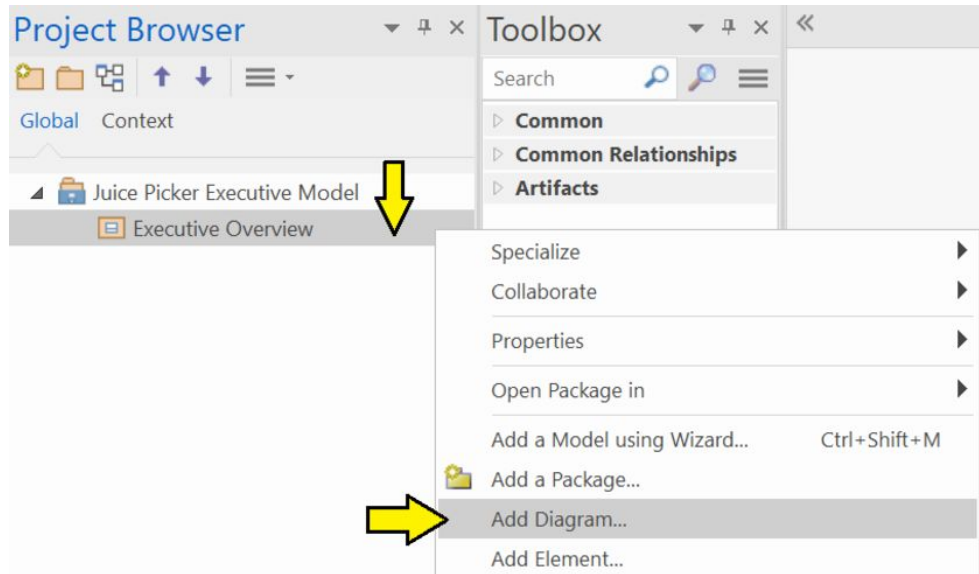 Project Browser
Toolbox
Search
Global Context
Common
Common Relationships
Artifacts
Juice Picker Executive Model
Executive Overview
Specialize
Collaborate
Properties
Open Package in
Add a Model using Wizard... Ctrl+Shift+M
Add a Package...
Add Diagram...
Add Element...